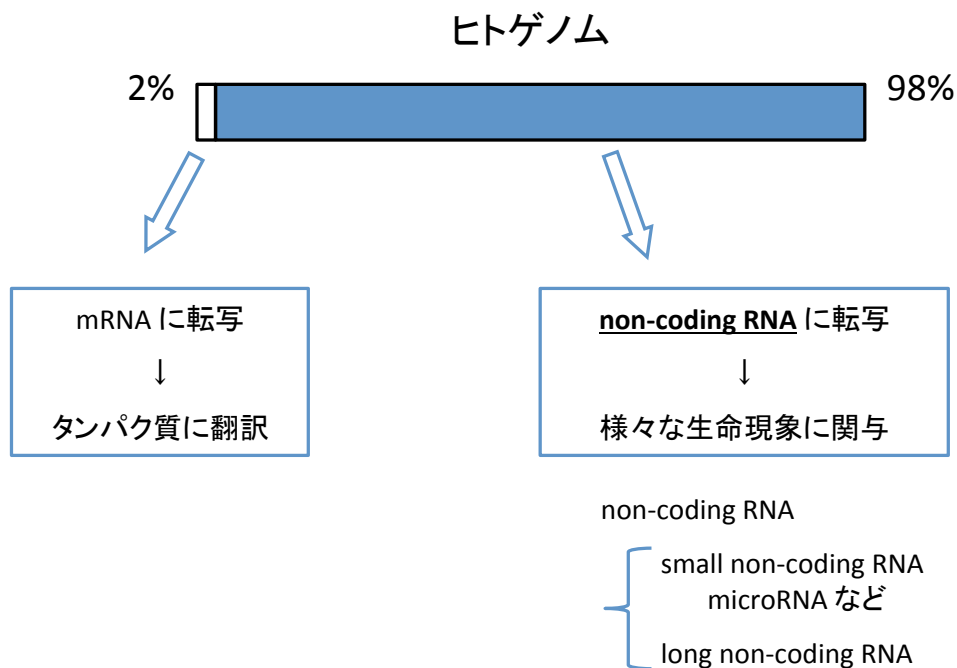 ヒトゲノム
2%
98%
mRNA に転写
↓
タンパク質に翻訳
non-coding RNA に転写
↓
様々な生命現象に関与
non-coding RNA
small non-coding RNA
microRNA など
long non-coding RNA